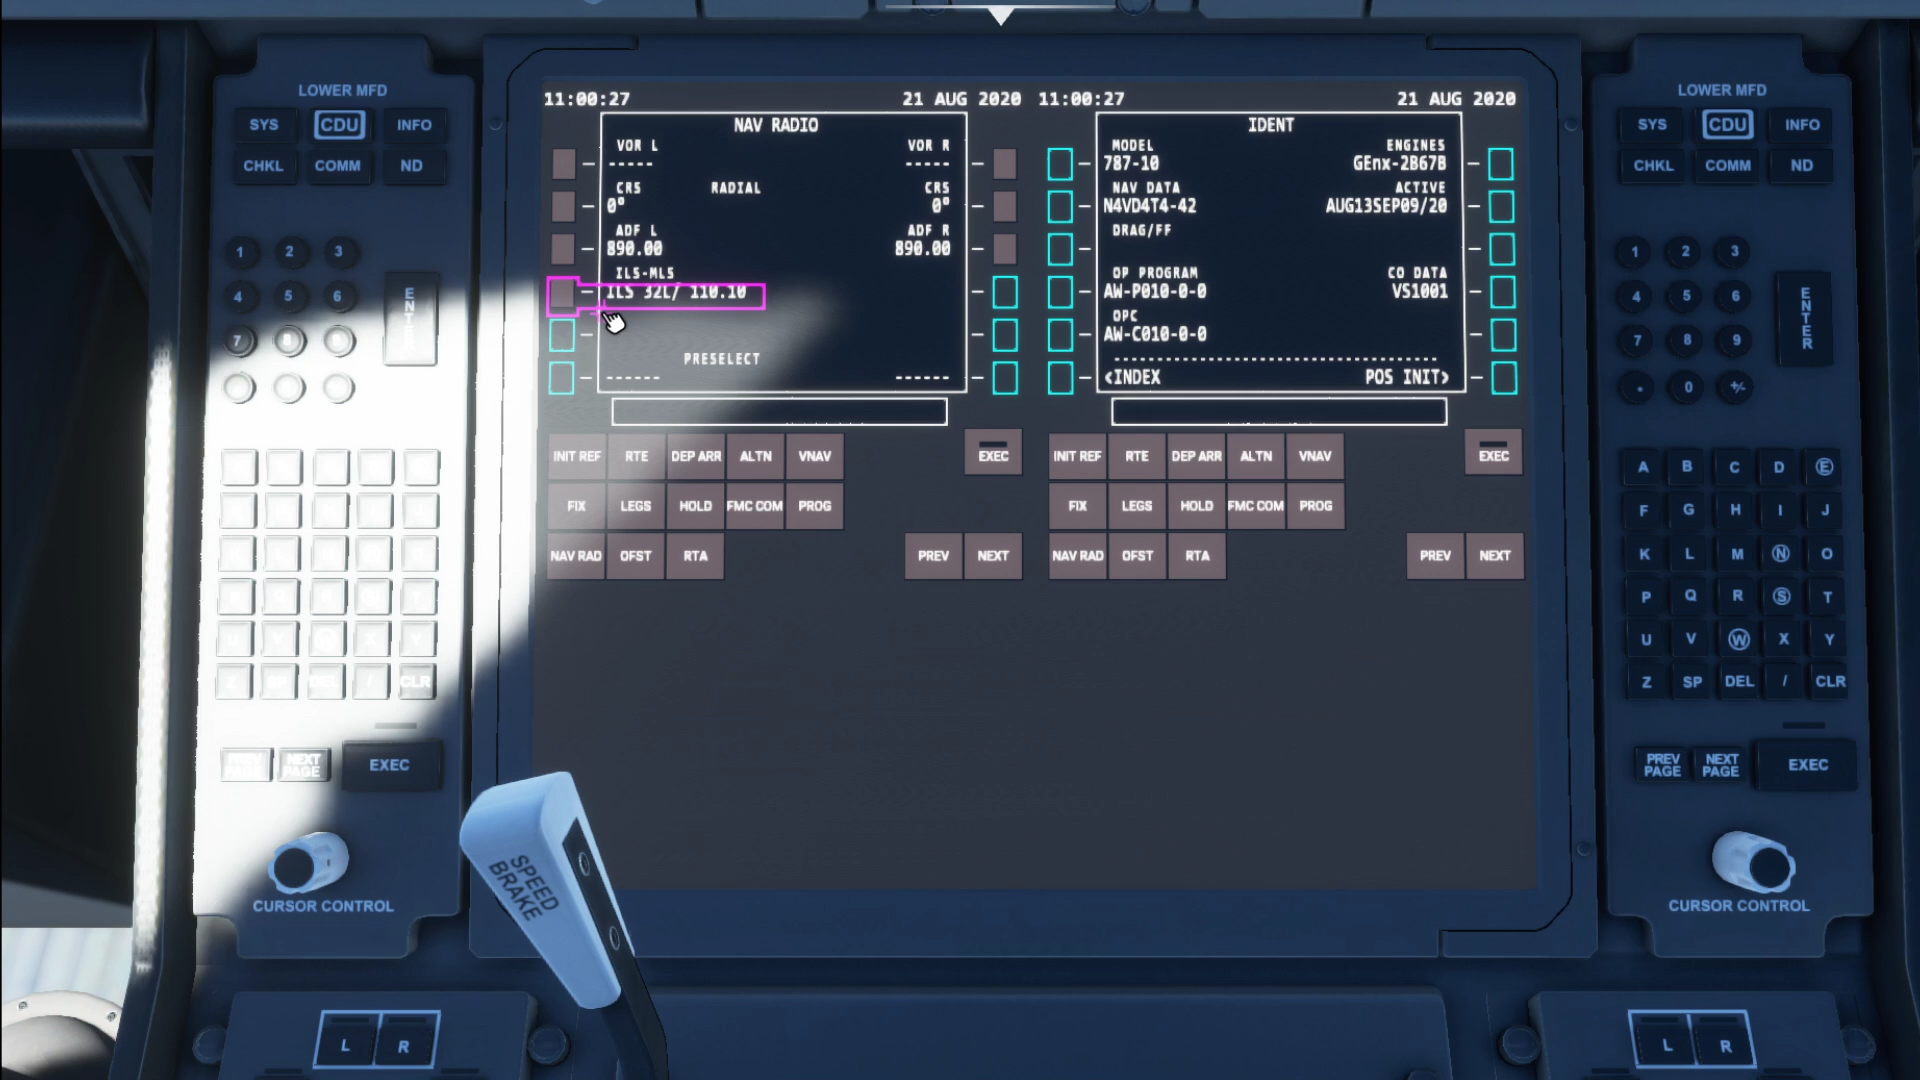 LOWER MFD
SYS CDU INFO
CHKL COMM ND
1 2 3
4 5 6
7 8 9
ENTER
CLR
PREV PAGE NEXT PAGE EXEC
CURSOR CONTROL
L R
11:00:27 21 AUG 2020
NAV RADIO
VOR L VOR R
----- -----
CRS RADIAL CRS
0° 0°
ADF L ADF R
890.00 890.00
ILS-MLS
ILS 32L/ 110.10
PRESELECT
------ ------
INIT REF RTE DEP ARR ALTN VNAV EXEC
FIX LEGS HOLD FMC COM PROG
NAV RAD OFST RTA PREV NEXT
SPEED BRAKE
11:00:27 21 AUG 2020
IDENT
MODEL ENGINES
787-10 GEnx-2B67B
NAV DATA ACTIVE
N4VD4T4-42 AUG13SEP09/20
DRAG/FF
OP PROGRAM CO DATA
AW-P010-0-0 VS1001
OPC
AW-C010-0-0
<INDEX POS INIT>
INIT REF RTE DEP ARR ALTN VNAV EXEC
FIX LEGS HOLD FMC COM PROG
NAV RAD OFST RTA PREV NEXT
LOWER MFD
SYS CDU INFO
CHKL COMM ND
1 2 3
4 5 6
7 8 9
. 0 +/-
ENTER
A B C D E
F G H I J
K L M N O
P Q R S T
U V W X Y
Z SP DEL / CLR
PREV PAGE NEXT PAGE EXEC
CURSOR CONTROL
L R